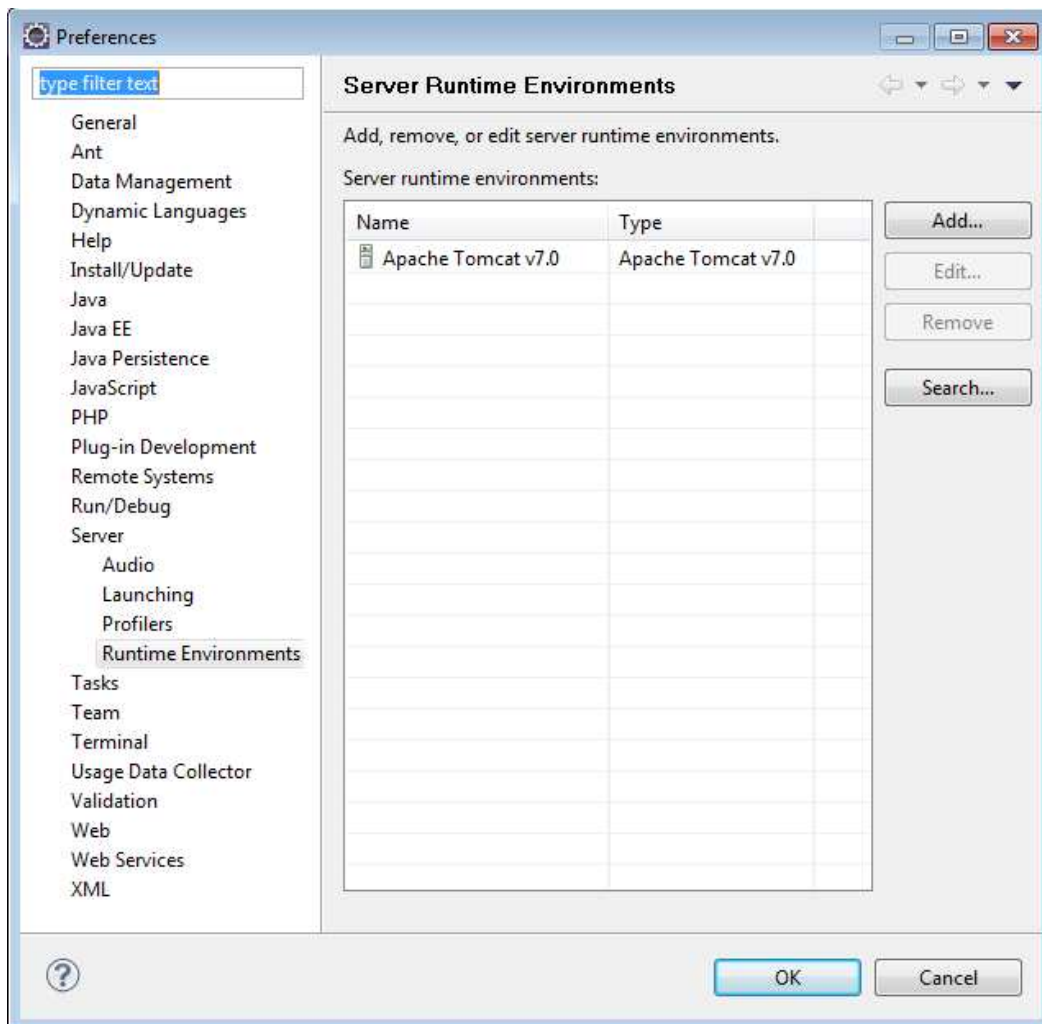 Preferences
type filter text
General
Ant
Data Management
Dynamic Languages
Help
Install/Update
Java
Java EE
Java Persistence
JavaScript
PHP
Plug-in Development
Remote Systems
Run/Debug
Server
Audio
Launching
Profilers
Runtime Environments
Tasks
Team
Terminal
Usage Data Collector
Validation
Web
Web Services
XML
Server Runtime Environments
Add, remove, or edit server runtime environments.
Server runtime environments:
Name Type
Apache Tomcat v7.0 Apache Tomcat v7.0
Add...
Edit...
Remove
Search...
OK Cancel